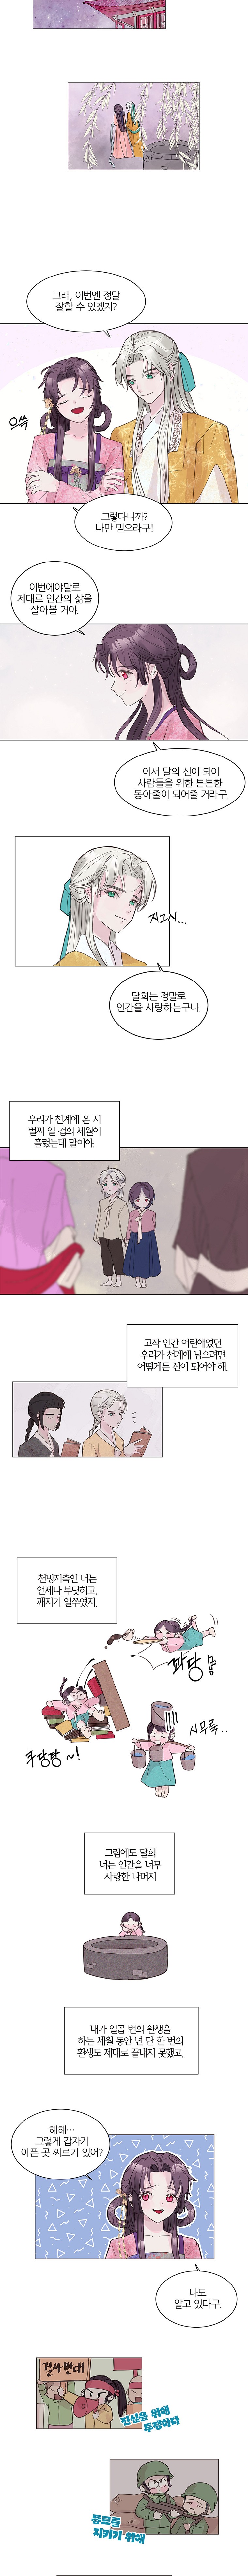 그래, 이번엔 정말
잘할 수 있겠지?
으쓱
그렇다니까?
나만 믿으라구!
이번에야말로
제대로 인간의 삶을
살아볼 거야.
어서 달의 신이 되어
사람들을 위한 튼튼한
동아줄이 되어줄 거라구.
지그시...
달희는 정말로
인간을 사랑하는구나.
우리가 천계에 온 지
벌써 일 겁의 세월이
흘렀는데 말이야.
고작 인간 어린애였던
우리가 천계에 남으려면
어떻게든 신이 되어야 해.
천방지축인 너는
언제나 부딪히고,
깨지기 일쑤였지.
콰당
쿠당탕~!
시무룩..
그럼에도 달희
너는 인간을 너무
사랑한 나머지
내가 일곱 번의 환생을
하는 세월 동안 넌 단 한 번의
환생도 제대로 끝내지 못했고.
헤헤…
그렇게 갑자기
아픈 곳 찌르기 있어?
나도
알고 있다구.
결사반대
진실을 위해
투쟁하다
동료를
지키기 위해